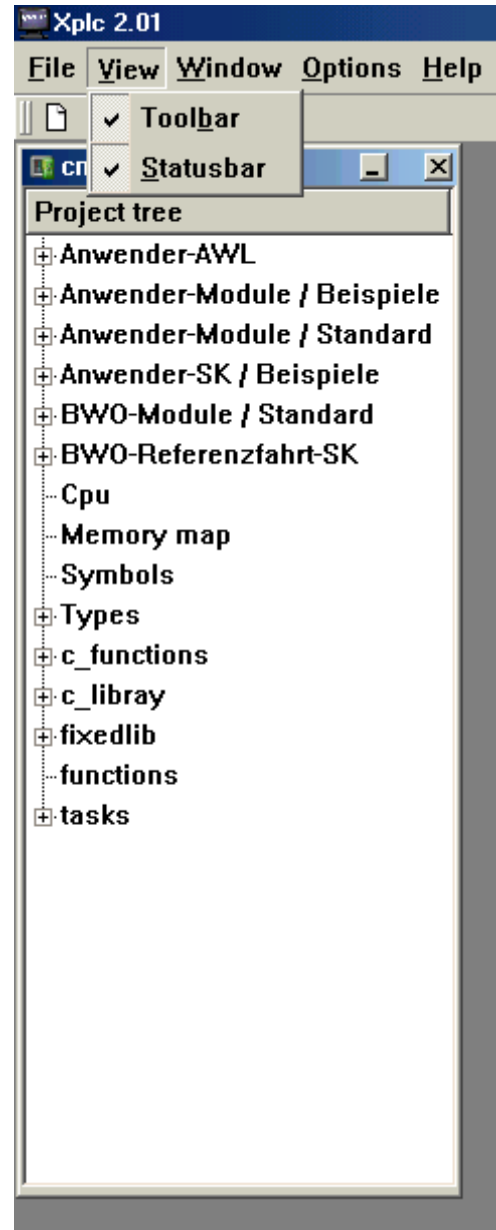 Xplc 2.01
File View Window Options Help
Toolbar
Statusbar
Project tree
Anwender-AWL
Anwender-Module / Beispiele
Anwender-Module / Standard
Anwender-SK / Beispiele
BWO-Module / Standard
BWO-Referenzfahrt-SK
Cpu
Memory map
Symbols
Types
c_functions
c_libray
fixedlib
functions
tasks